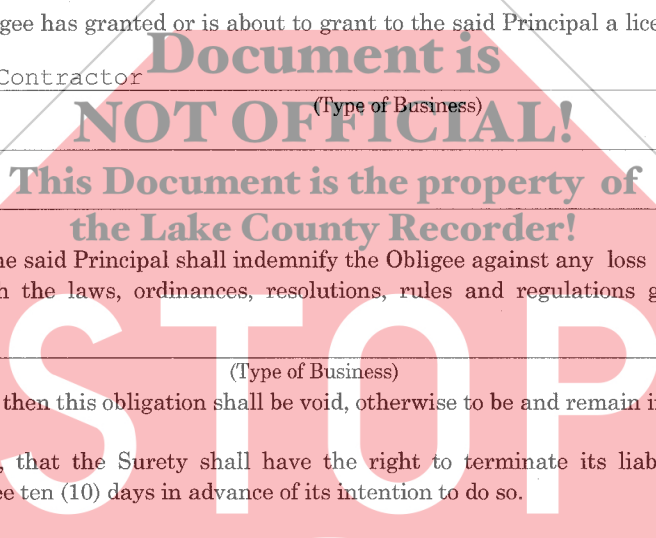 gee has granted or is about to grant to the said Principal a lice
Document is
Contractor
(Type of Business)
NOT OFFICIAL!
This Document is the property of
the Lake County Recorder!
he said Principal shall indemnify the Obligee against any loss
h the laws, ordinances, resolutions, rules and regulations g
STOP
(Type of Business)
then this obligation shall be void, otherwise to be and remain i
, that the Surety shall have the right to terminate its liab
ee ten (10) days in advance of its intention to do so.